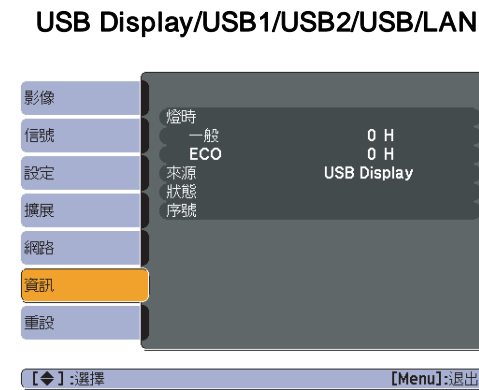 USB Display/USB1/USB2/USB/LAN
影像
信號
設定
擴展
網路
資訊
重設
燈時
一般 0 H
ECO 0 H
來源 USB Display
狀態
序號
[◆]:選擇 [Menu]:退出